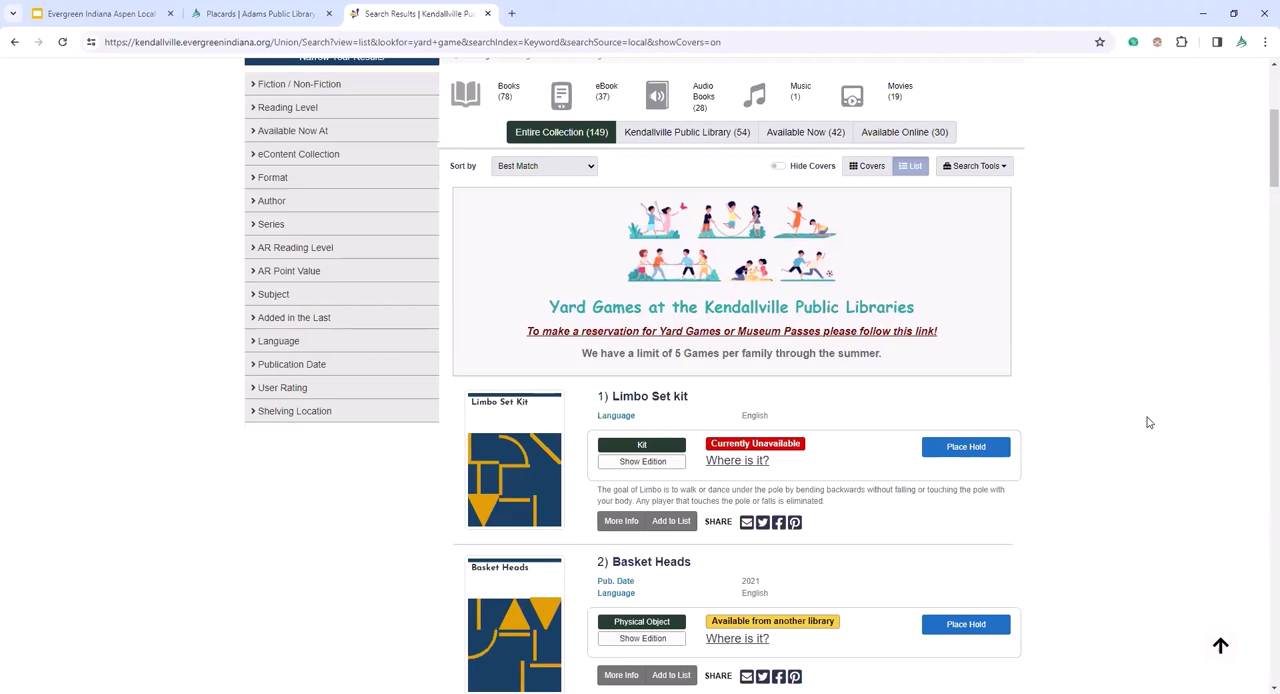 Evergreen Indiana Aspen Local
Placards | Adams Public Library
Search Results | Kendallville Pu
https://kendallville.evergreenindiana.org/Union/Search?view=list&lookfor=yard+game&searchIndex=Keyword&searchSource=local&showCovers=on
Narrow Your Results
Fiction / Non-Fiction
Reading Level
Available Now At
eContent Collection
Format
Author
Series
AR Reading Level
AR Point Value
Subject
Added in the Last
Language
Publication Date
User Rating
Shelving Location
Books
(78)
eBook
(37)
Audio
Books
(28)
Music
(1)
Movies
(19)
Entire Collection (149) Kendallville Public Library (54) Available Now (42) Available Online (30)
Sort by Best Match Hide Covers Covers List Search Tools
Yard Games at the Kendallville Public Libraries
To make a reservation for Yard Games or Museum Passes please follow this link!
We have a limit of 5 Games per family through the summer.
Limbo Set Kit
1) Limbo Set kit
Language English
Kit Currently Unavailable Place Hold
Show Edition Where is it?
The goal of Limbo is to walk or dance under the pole by bending backwards without falling or touching the pole with
your body. Any player that touches the pole or falls is eliminated.
More Info Add to List SHARE
Basket Heads
2) Basket Heads
Pub. Date 2021
Language English
Physical Object Available from another library Place Hold
Show Edition Where is it?
More Info Add to List SHARE